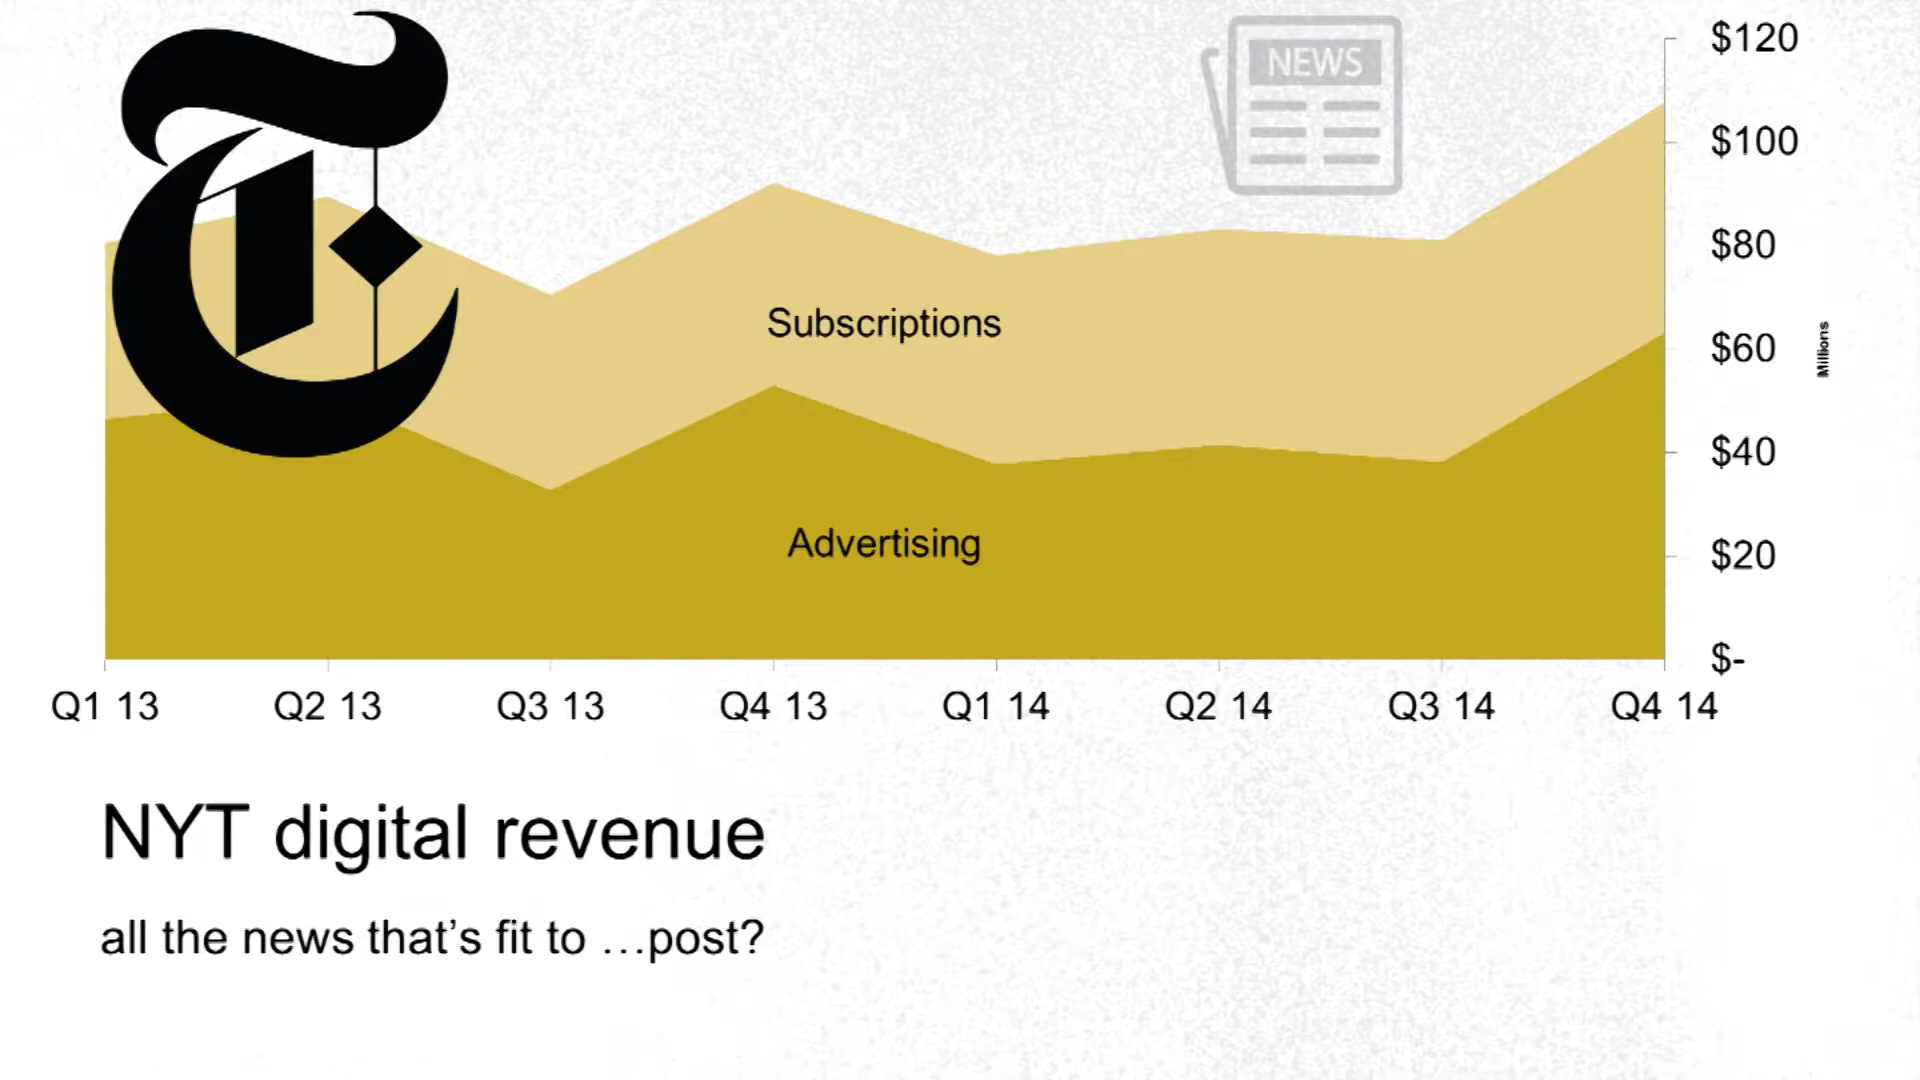 NEWS
$120
$100
$80
$60
$40
$20
$-
Millions
Subscriptions
Advertising
Q1 13 Q2 13 Q3 13 Q4 13 Q1 14 Q2 14 Q3 14 Q4 14
NYT digital revenue
all the news that’s fit to …post?